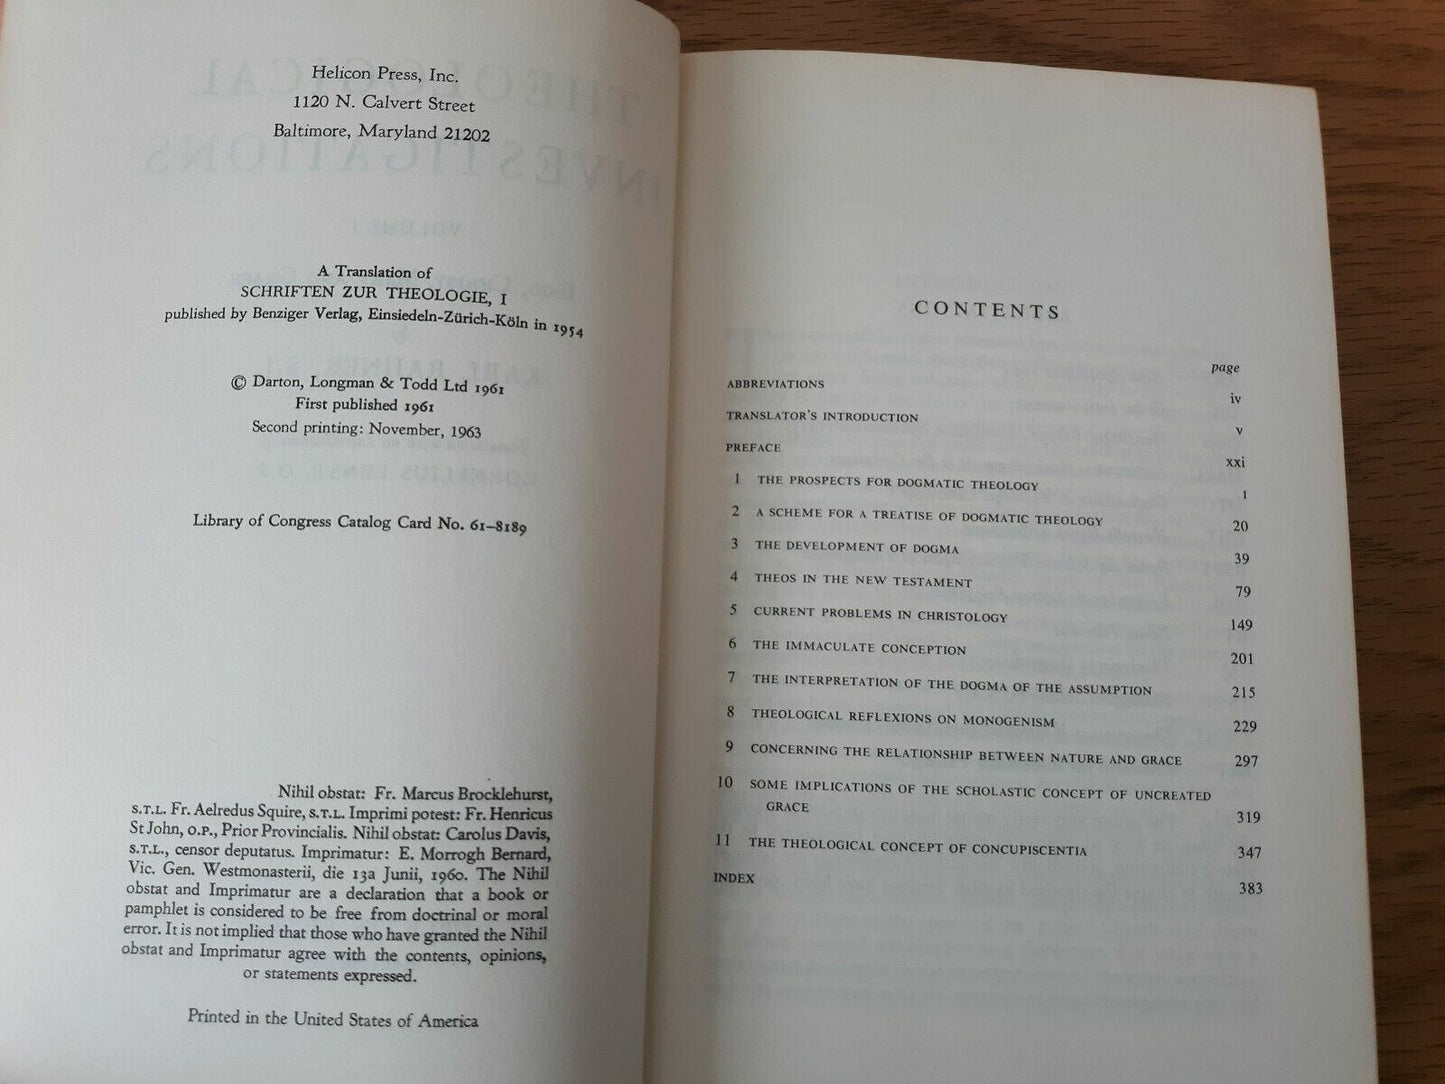 Helicon Press, Inc.
1120 N. Calvert Street
Baltimore, Maryland 21202
A Translation of
SCHRIFTEN ZUR THEOLOGIE, I
published by Benziger Verlag, Einsiedeln-Zürich-Köln in 1954
© Darton, Longman & Todd Ltd 1961
First published 1961
Second printing: November, 1963
Library of Congress Catalog Card No. 61–8189
Nihil obstat: Fr. Marcus Brocklehurst,
S.T.L. Fr. Aelredus Squire, S.T.L. Imprimi potest: Fr. Henricus
St John, O.P., Prior Provincialis. Nihil obstat: Carolus Davis,
S.T.L., censor deputatus. Imprimatur: E. Morrogh Bernard,
Vic. Gen. Westmonasterii, die 13a Junii, 1960. The Nihil
obstat and Imprimatur are a declaration that a book or
pamphlet is considered to be free from doctrinal or moral
error. It is not implied that those who have granted the Nihil
obstat and Imprimatur agree with the contents, opinions,
or statements expressed.
Printed in the United States of America
CONTENTS
page
ABBREVIATIONS iv
TRANSLATOR'S INTRODUCTION v
PREFACE xxi
1 THE PROSPECTS FOR DOGMATIC THEOLOGY 1
2 A SCHEME FOR A TREATISE OF DOGMATIC THEOLOGY 20
3 THE DEVELOPMENT OF DOGMA 39
4 THEOS IN THE NEW TESTAMENT 79
5 CURRENT PROBLEMS IN CHRISTOLOGY 149
6 THE IMMACULATE CONCEPTION 201
7 THE INTERPRETATION OF THE DOGMA OF THE ASSUMPTION 215
8 THEOLOGICAL REFLEXIONS ON MONOGENISM 229
9 CONCERNING THE RELATIONSHIP BETWEEN NATURE AND GRACE 297
10 SOME IMPLICATIONS OF THE SCHOLASTIC CONCEPT OF UNCREATED
GRACE 319
11 THE THEOLOGICAL CONCEPT OF CONCUPISCENTIA 347
INDEX 383